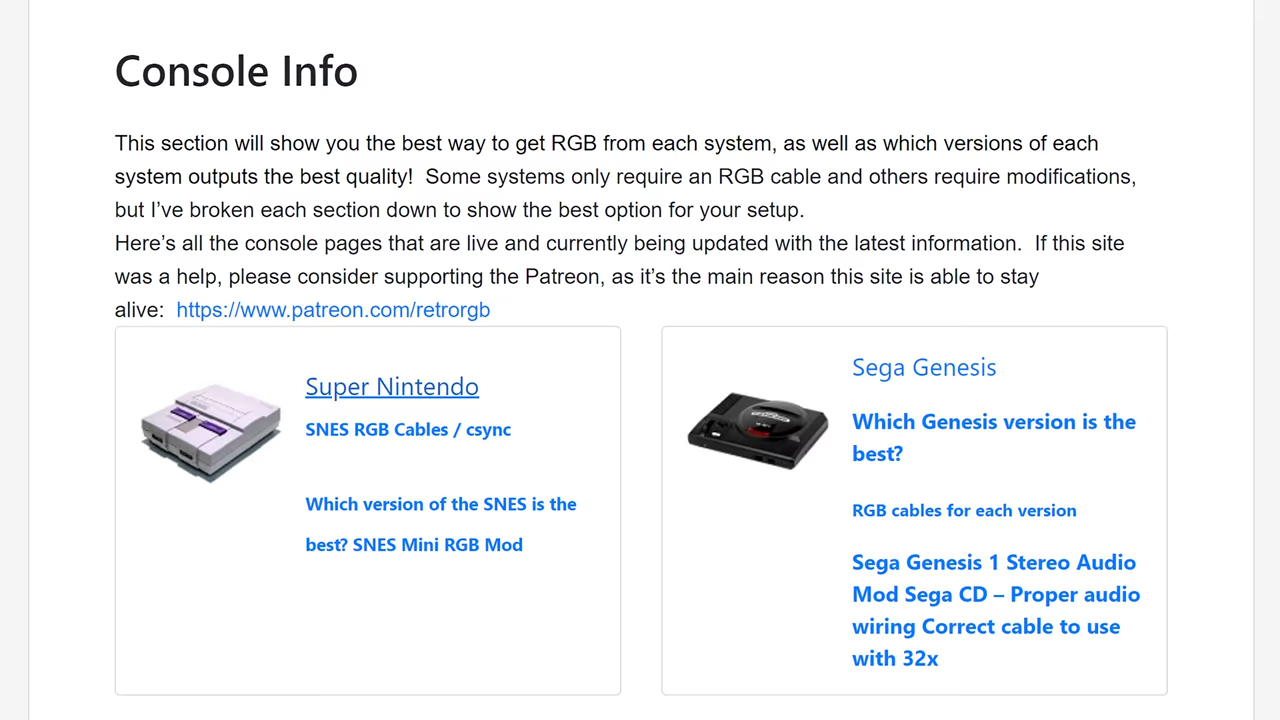 Console Info
This section will show you the best way to get RGB from each system, as well as which versions of each
system outputs the best quality!  Some systems only require an RGB cable and others require modifications,
but I’ve broken each section down to show the best option for your setup.
Here’s all the console pages that are live and currently being updated with the latest information.  If this site
was a help, please consider supporting the Patreon, as it’s the main reason this site is able to stay
alive:  https://www.patreon.com/retrorgb
Super Nintendo
SNES RGB Cables / csync
Which version of the SNES is the
best? SNES Mini RGB Mod
Sega Genesis
Which Genesis version is the
best?
RGB cables for each version
Sega Genesis 1 Stereo Audio
Mod Sega CD – Proper audio
wiring Correct cable to use
with 32x